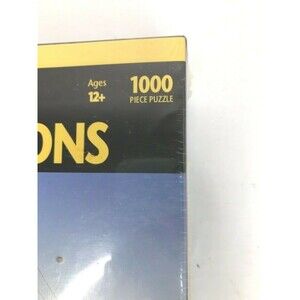 Ages
12+
1000
PIECE PUZZLE
ONS